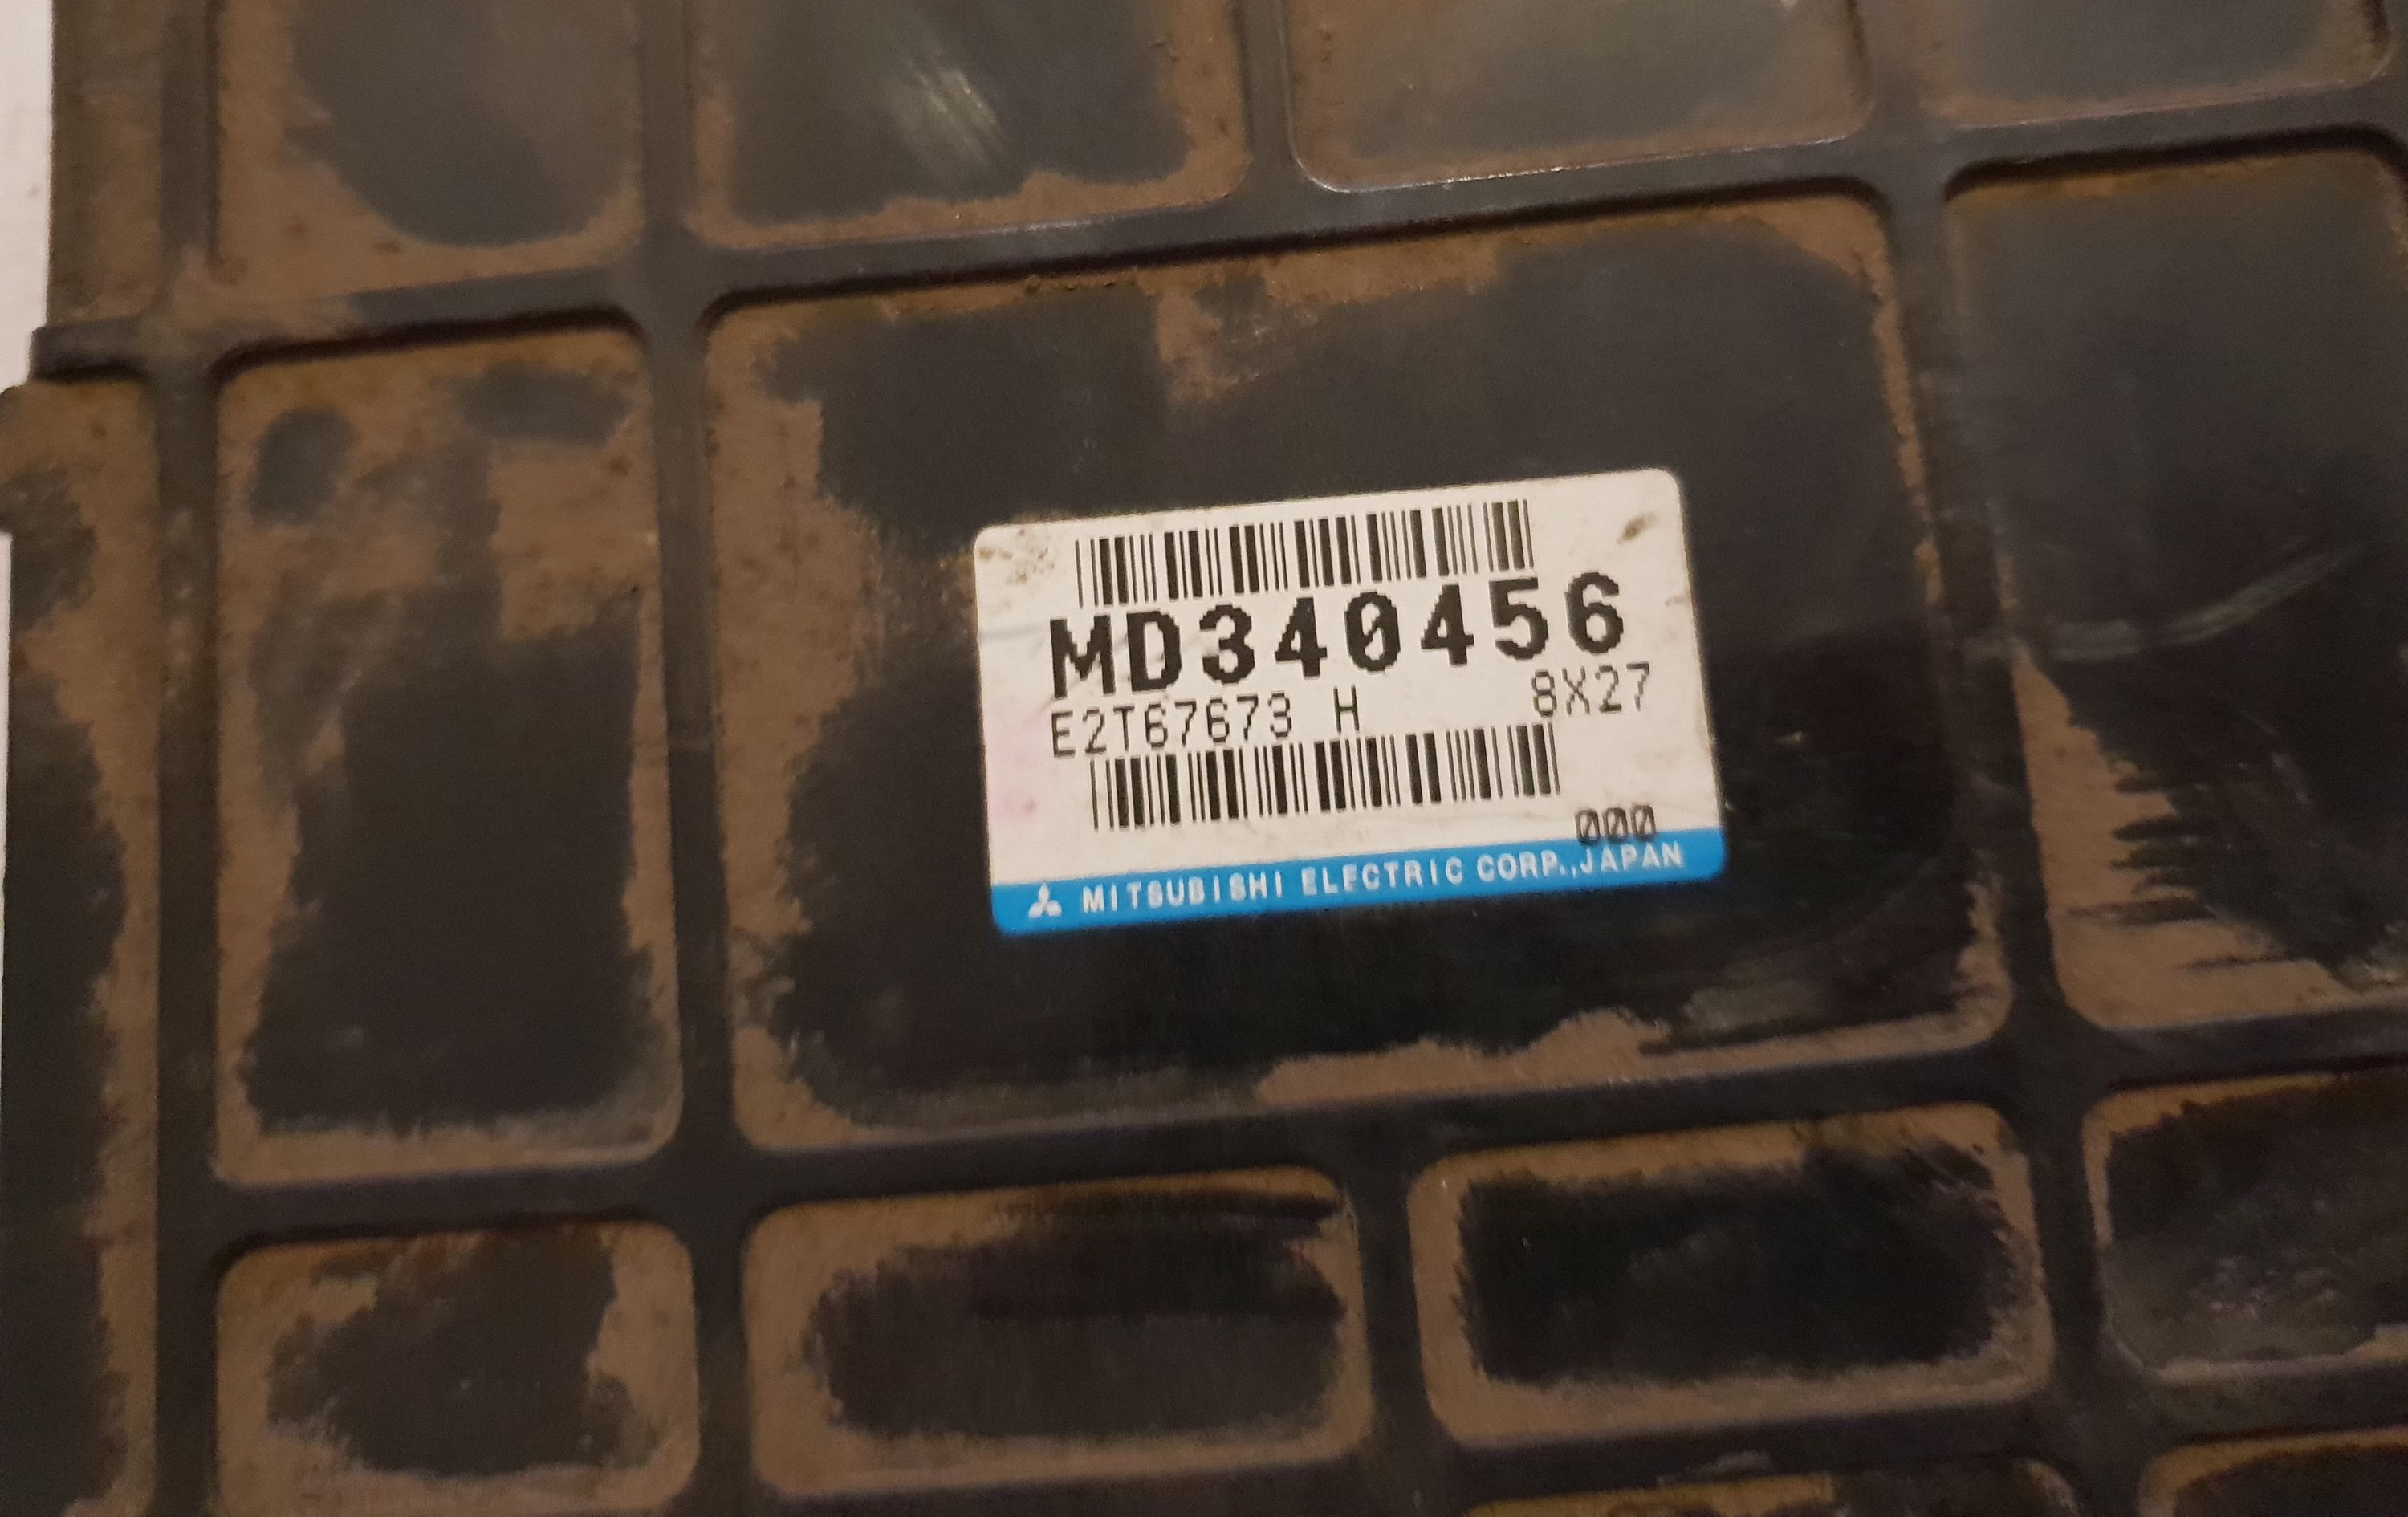 MD340456
E2T67673 H 8X27
000
MITSUBISHI ELECTRIC CORP.,JAPAN